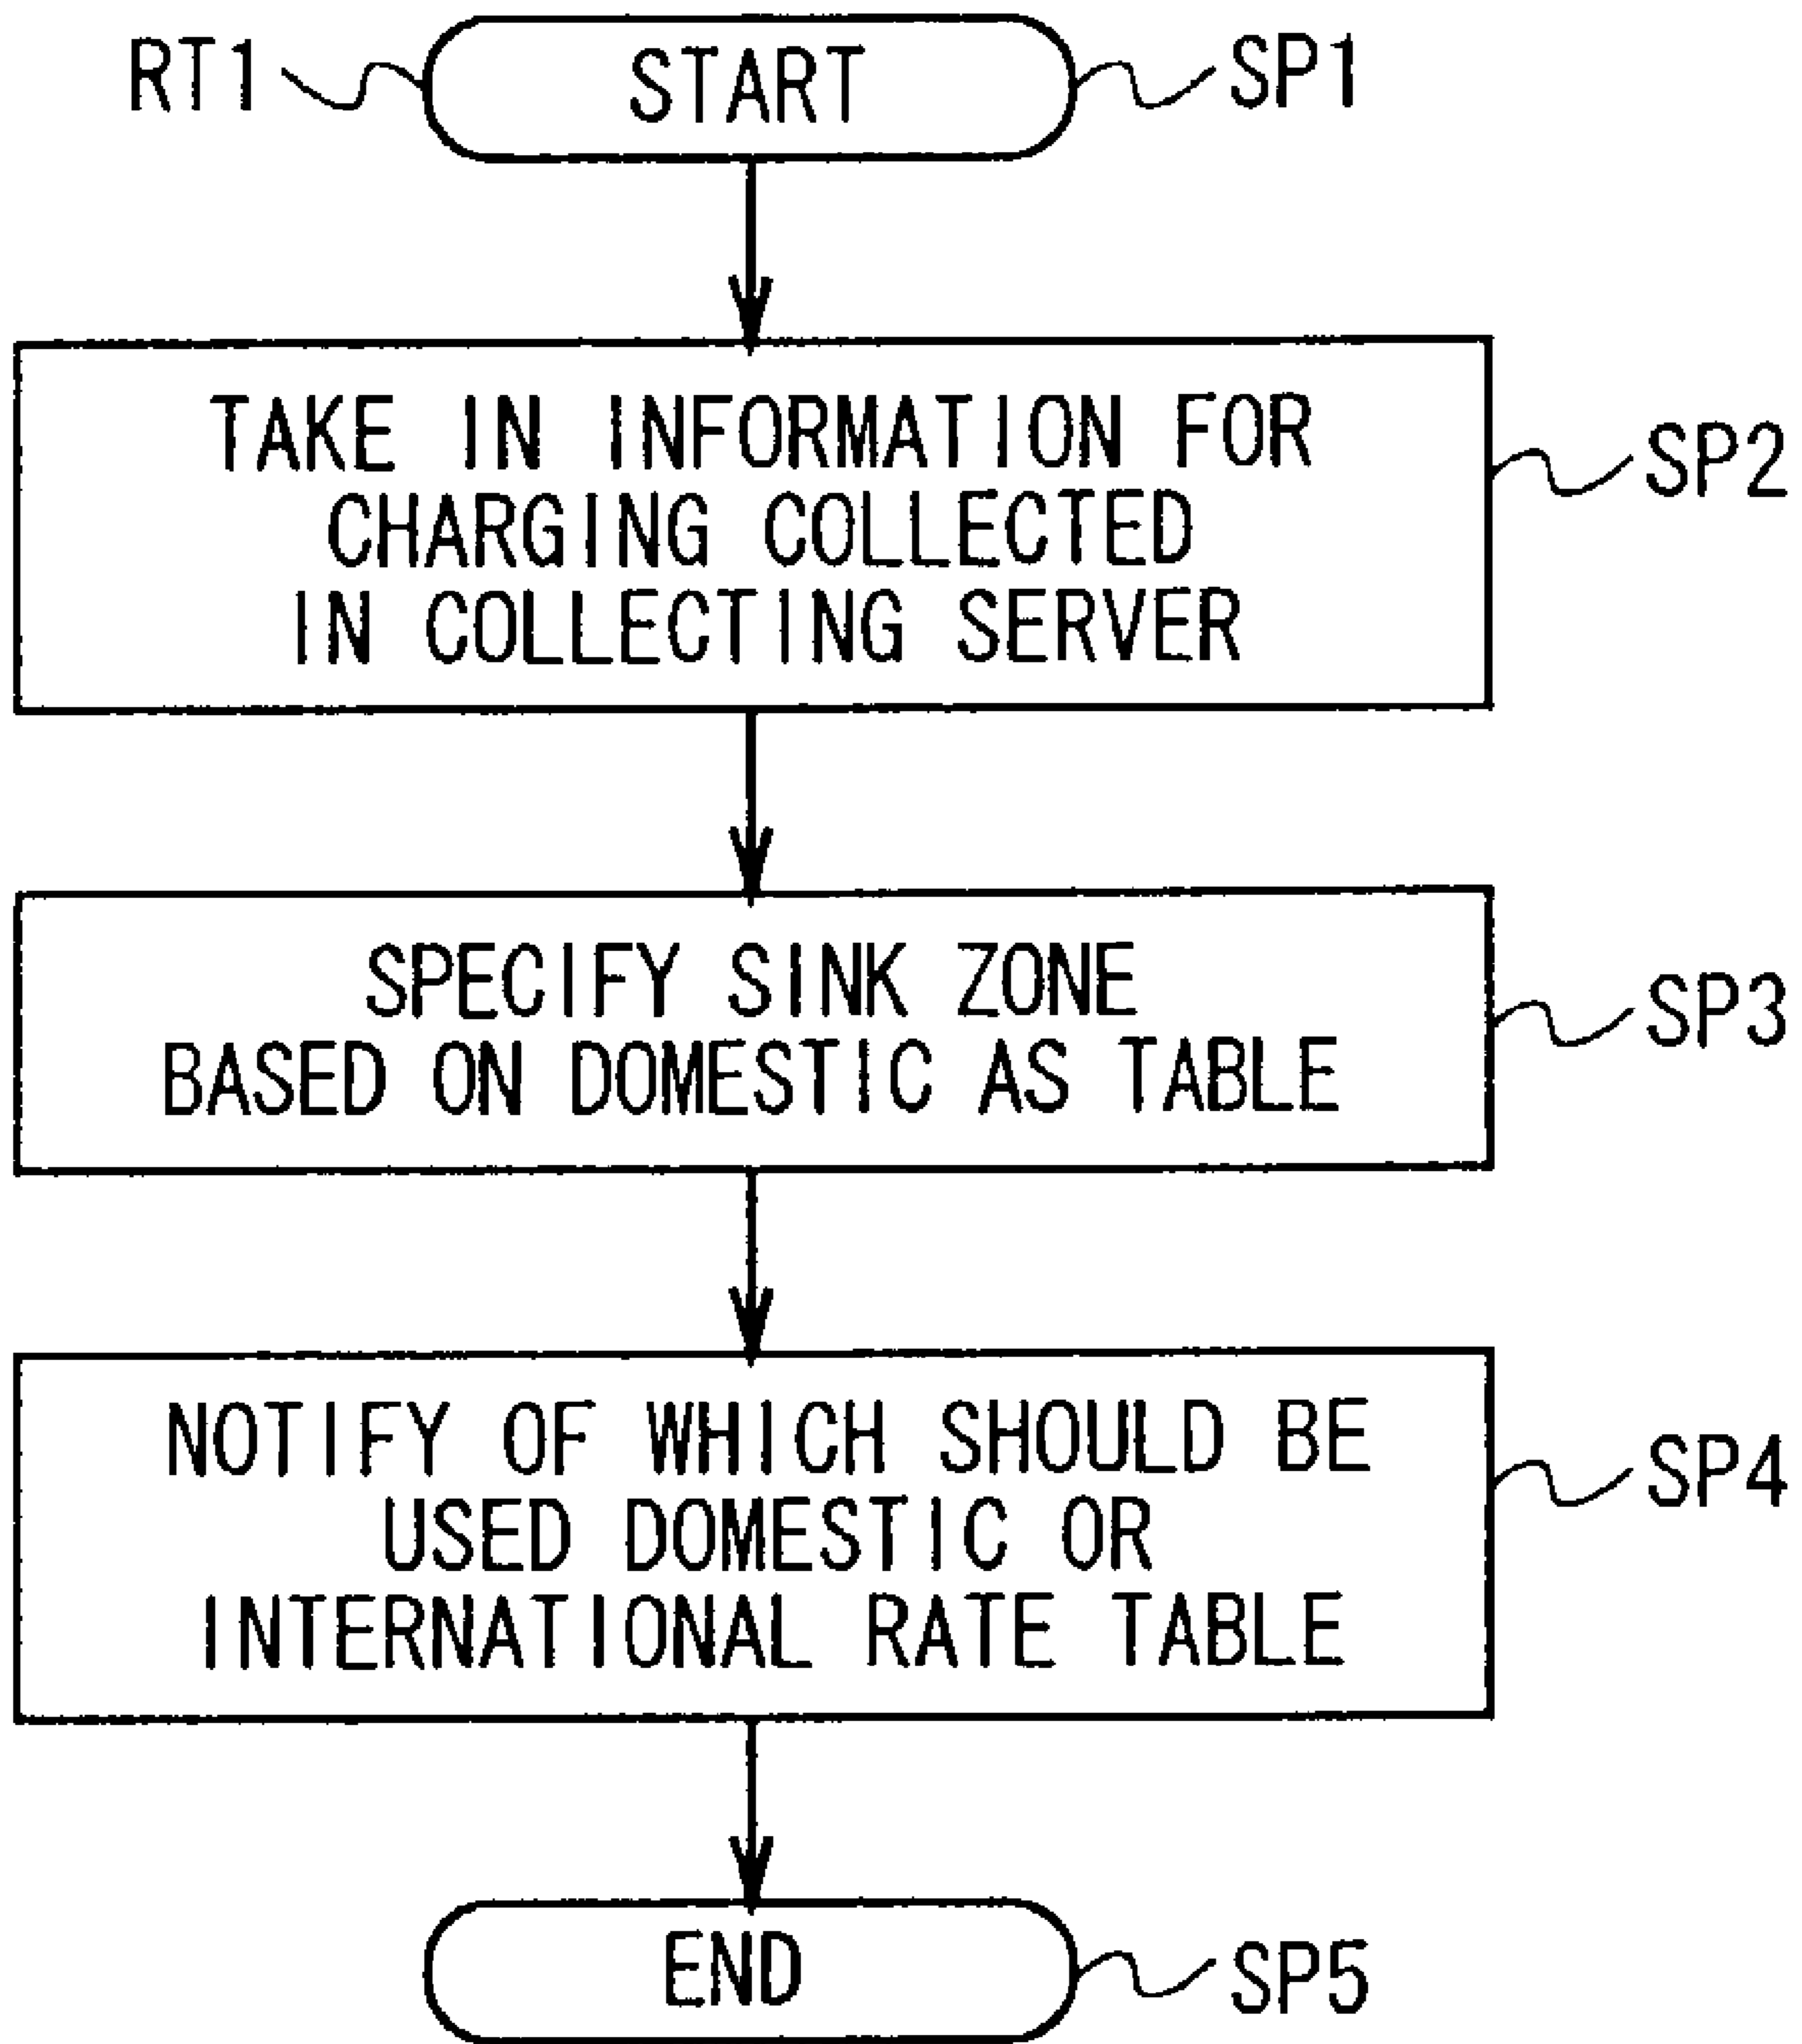 RT1
START
SP1
TAKE IN INFORMATION FOR
CHARGING COLLECTED
IN COLLECTING SERVER
SP2
SPECIFY SINK ZONE
BASED ON DOMESTIC AS TABLE
SP3
NOTIFY OF WHICH SHOULD BE
USED DOMESTIC OR
INTERNATIONAL RATE TABLE
SP4
END
SP5